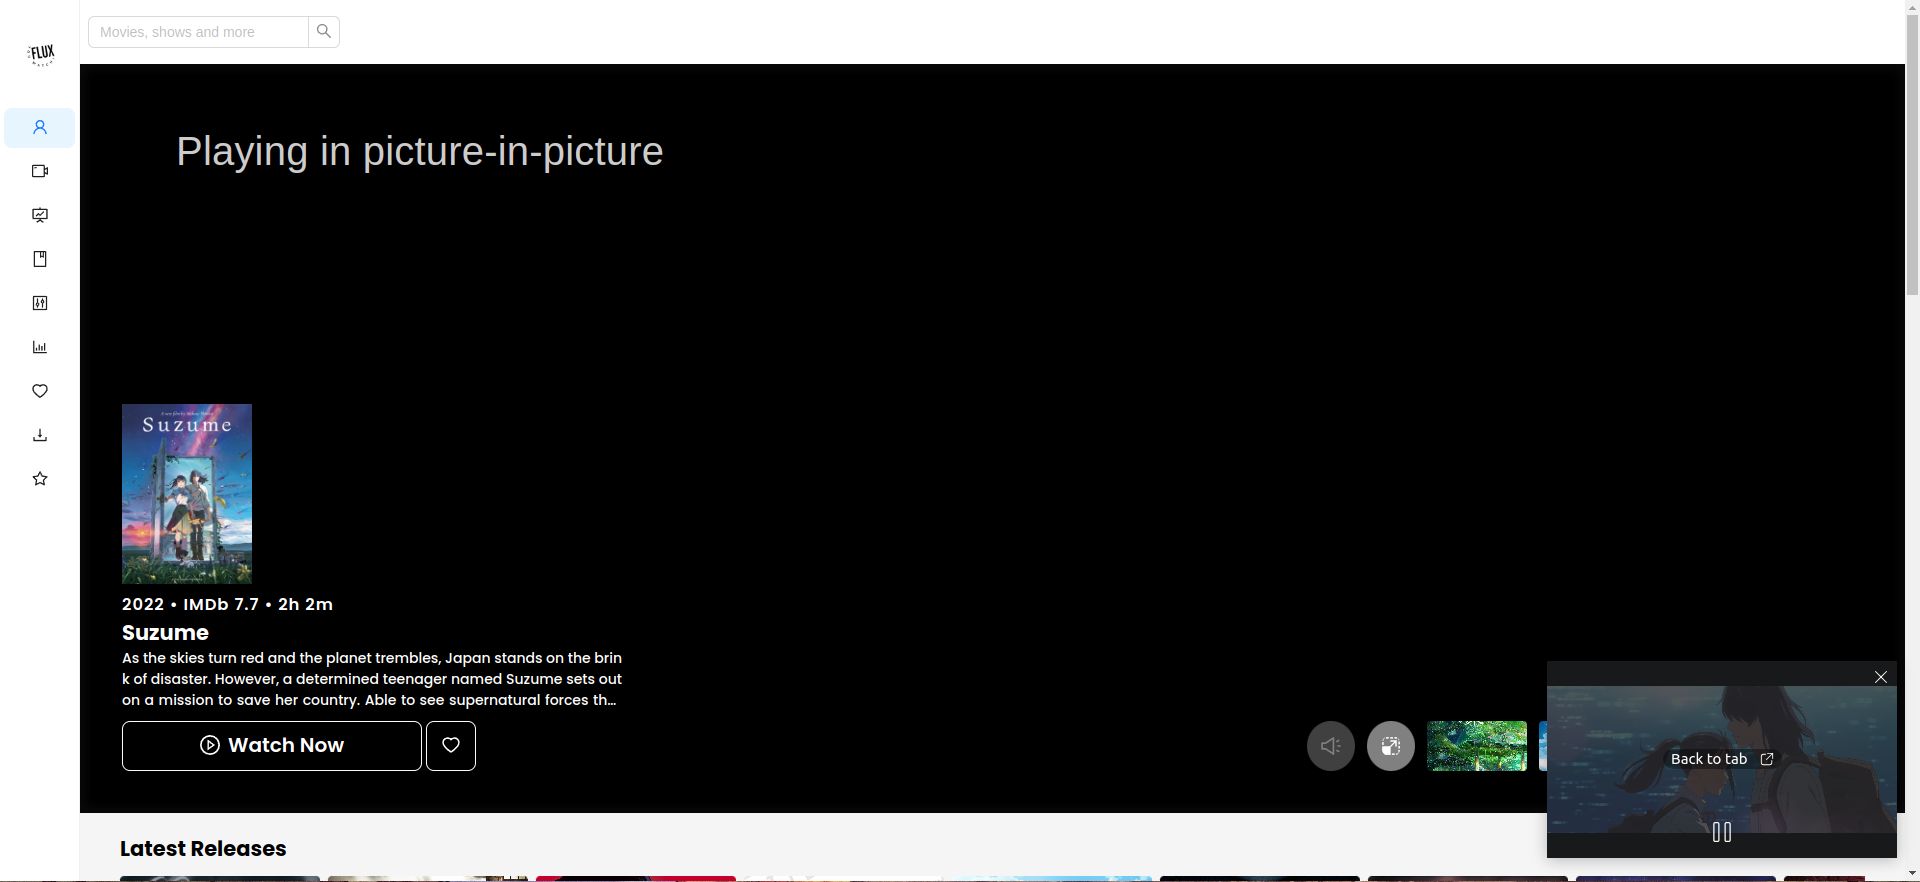 Movies, shows and more
FLUX
Playing in picture-in-picture
Suzume
2022 • IMDb 7.7 • 2h 2m
Suzume
As the skies turn red and the planet trembles, Japan stands on the brin
k of disaster. However, a determined teenager named Suzume sets out
on a mission to save her country. Able to see supernatural forces th...
Watch Now
Back to tab
Latest Releases